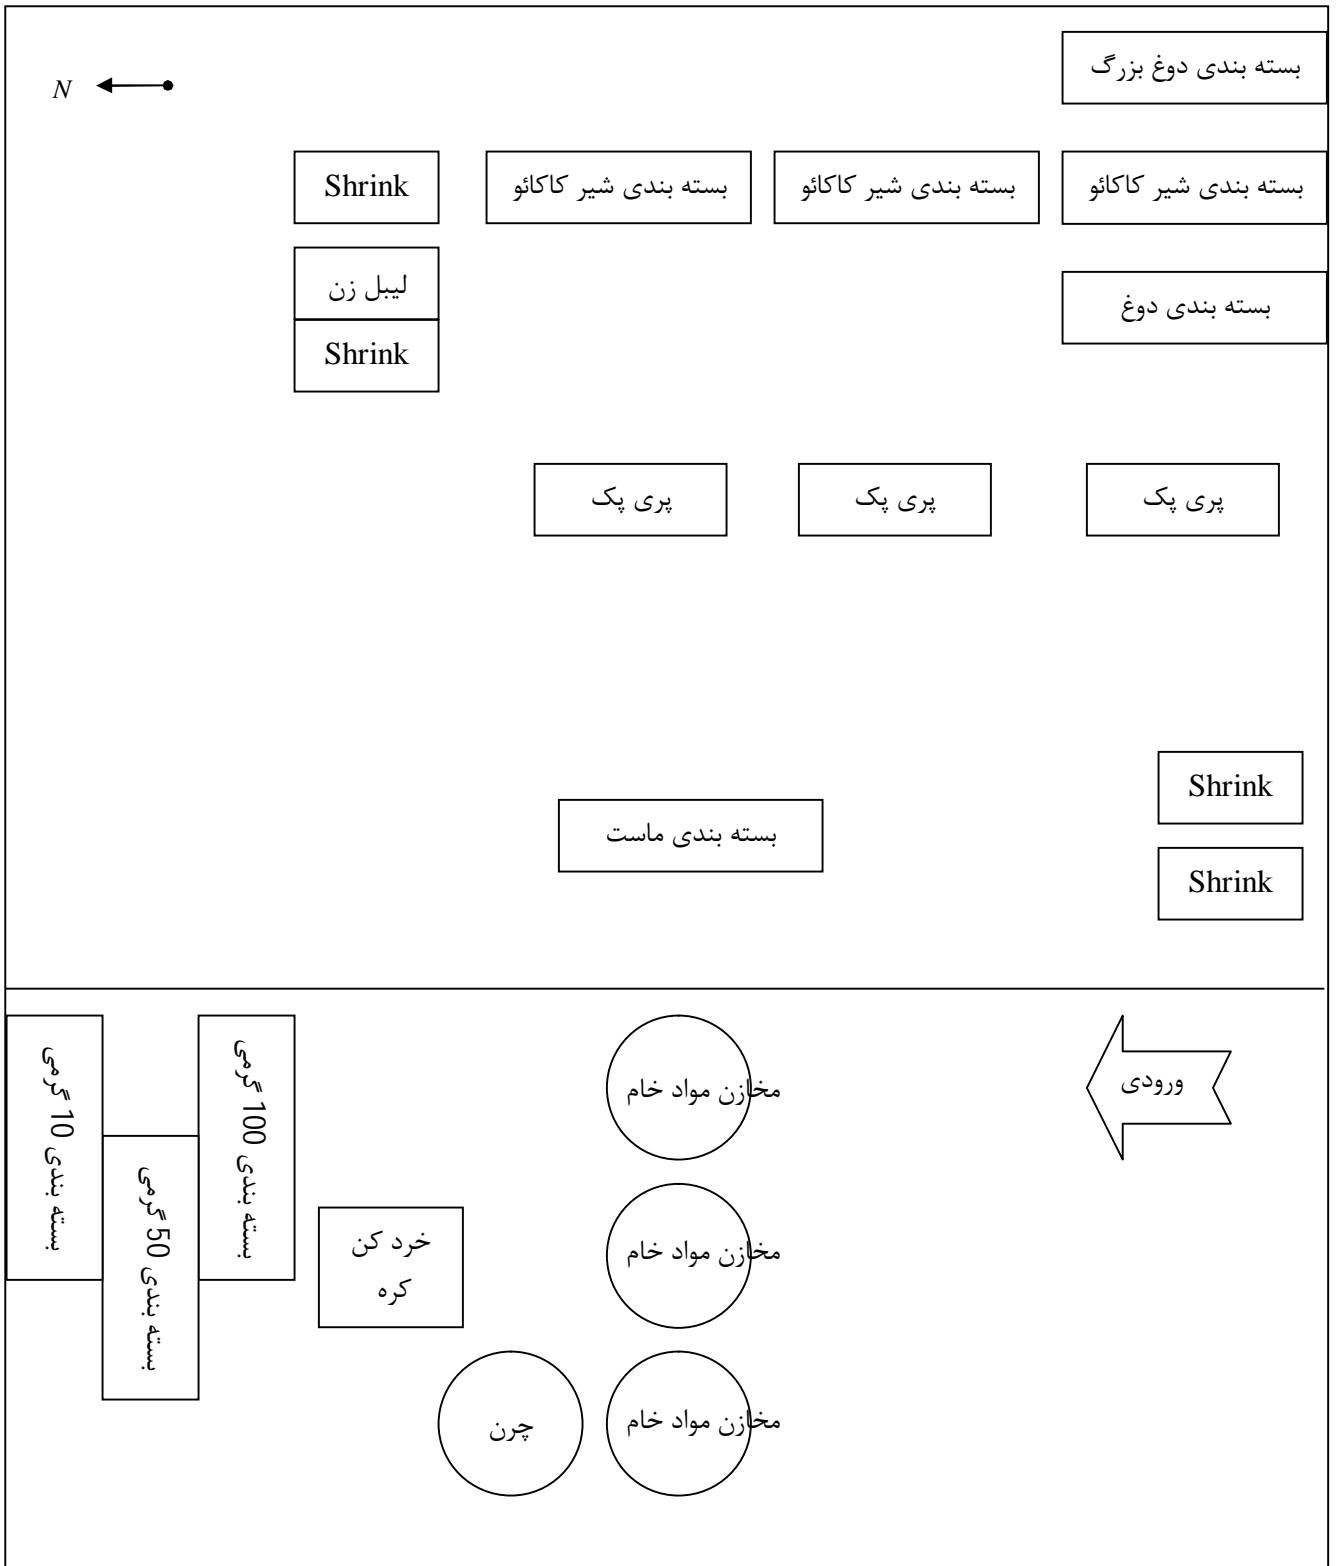 بسته بندی دوغ بزرگ
N
بسته بندی شیر کاکائو
بسته بندی شیر کاکائو
بسته بندی شیر کاکائو
Shrink
لیبل زن
بسته بندی دوغ
Shrink
پری پک
پری پک
پری پک
Shrink
بسته بندی ماست
Shrink
ورودی
مخازن مواد خام
بسته بندی 100 گرمی
بسته بندی 10 گرمی
بسته بندی 50 گرمی
مخازن مواد خام
خرد کن
کره
مخازن مواد خام
چرن